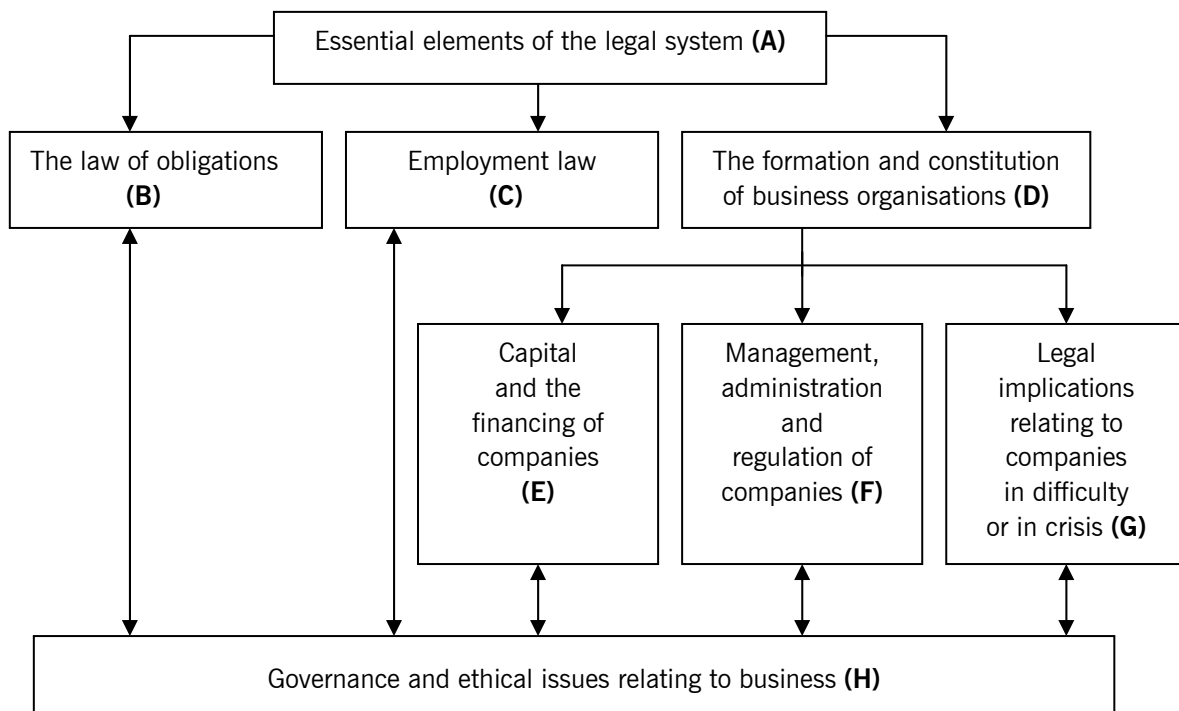 Essential elements of the legal system (A)
The law of obligations
(B)
Employment law
(C)
The formation and constitution
of business organisations (D)
Capital
and the
financing of
companies
(E)
Management,
administration
and
regulation of
companies (F)
Legal
implications
relating to
companies
in difficulty
or in crisis (G)
Governance and ethical issues relating to business (H)